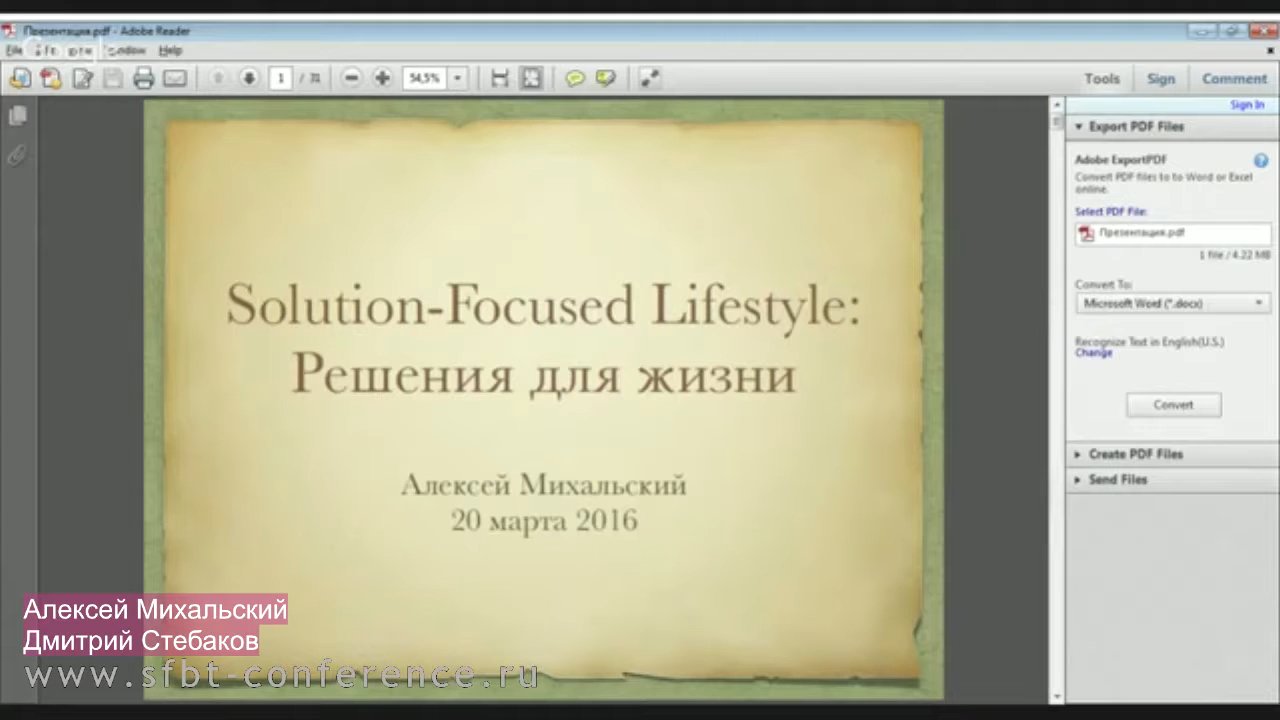 Презентация.pdf - Adobe Reader
Window Help
1 / 31
54,5%
Tools Sign Comment
Sign In
Export PDF Files
Adobe ExportPDF
Convert PDF files to to Word or Excel
online.
Select PDF File:
Презентация.pdf
1 file / 4.22 MB
Convert To:
Microsoft Word (*.docx)
Recognize Text in English(U.S.)
Change
Convert
Create PDF Files
Send Files
Solution-Focused Lifestyle:
Решения для жизни
Алексей Михальский
20 марта 2016
Алексей Михальский
Дмитрий Стебаков
www.sfbt-conference.ru